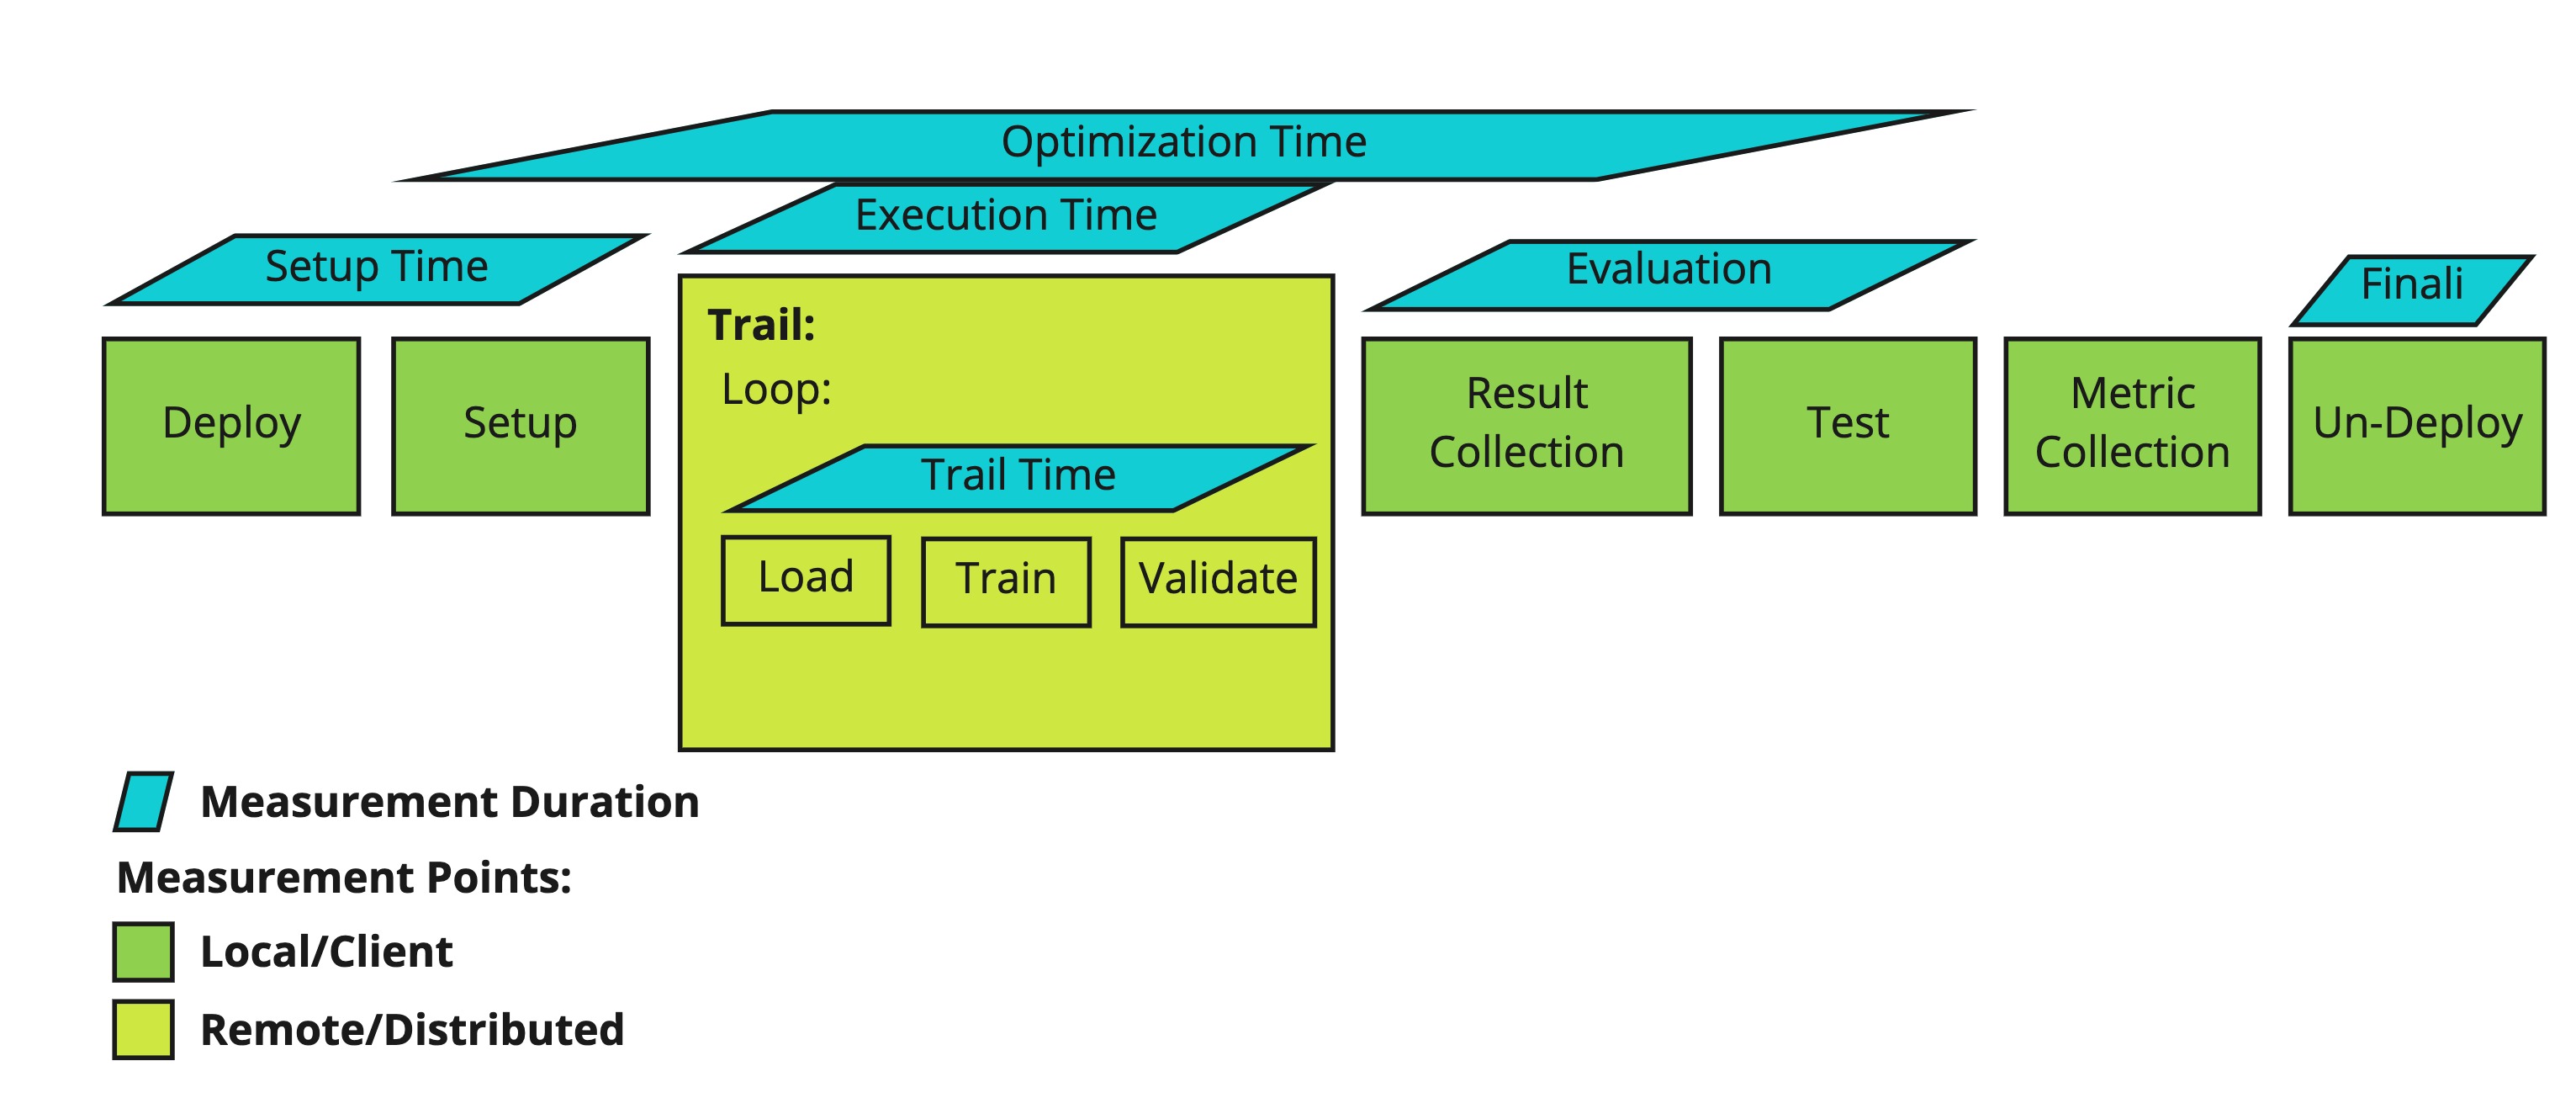 Optimization Time
Execution Time
Setup Time
Evaluation
Finali
Deploy
Setup
Trail:
Loop:
Trail Time
Load
Train
Validate
Result
Collection
Test
Metric
Collection
Un-Deploy
Measurement Duration
Measurement Points:
Local/Client
Remote/Distributed